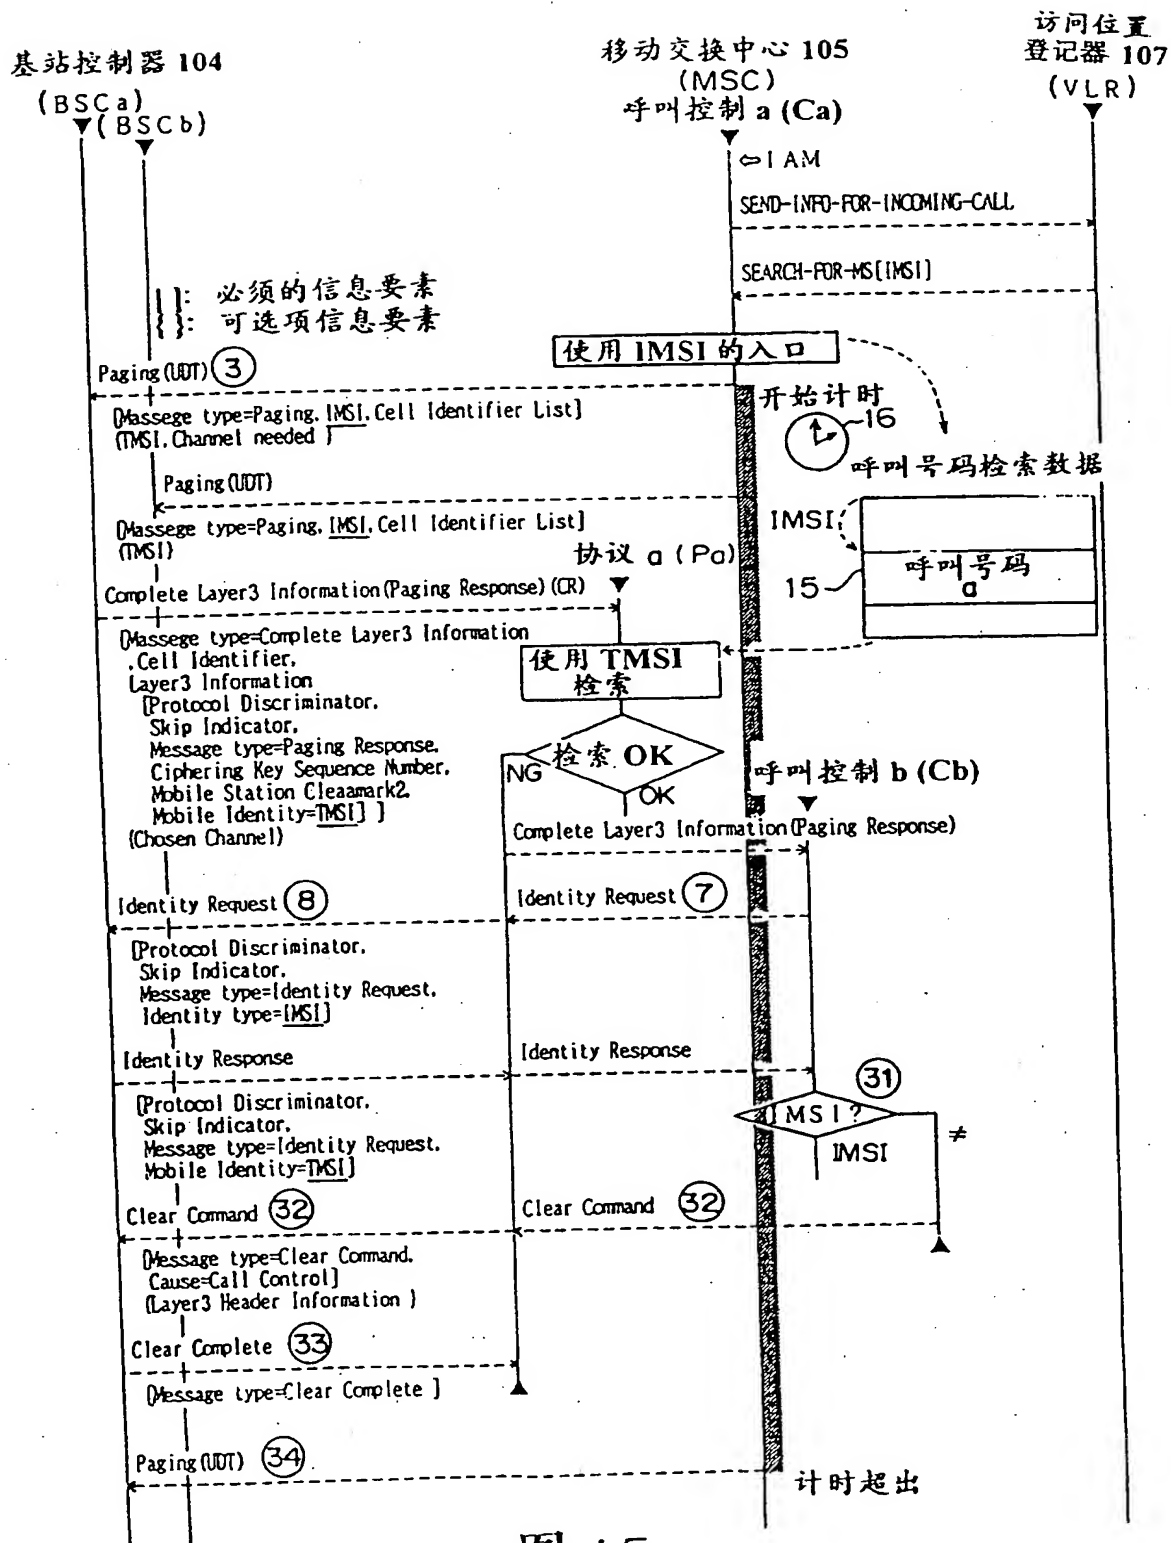 基站控制器 104
(BSCa)
(BSCb)
移动交换中心 105
(MSC)
呼叫控制 a (Ca)
访问位置
登记器 107
(VLR)
⇦IAM
SEND-INFO-FOR-INCOMING-CALL
SEARCH-FOR-MS[IMSI]
[ ]: 必须的信息要素
{ }: 可选项信息要素
使用 IMSI 的入口
Paging(UDT) ③
[Massege type=Paging, IMSI, Cell Identifier List]
{TMSI, Channel needed }
开始计时
16
呼叫号码检索数据
Paging(UDT)
[Massege type=Paging, IMSI, Cell Identifier List]
{TMSI}
IMSI
呼叫号码
a
15
协议 a (Pa)
Complete Layer3 Information(Paging Response)(CR)
[Massege type=Complete Layer3 Information
,Cell Identifier,
Layer3 Information
[Protocol Discriminator,
Skip Indicator,
Message type=Paging Response,
Ciphering Key Sequence Number,
Mobile Station Cleaamark2,
Mobile Identity=TMSI] ]
{Chosen Channel}
使用 TMSI
检索
检索 OK
NG
OK
呼叫控制 b (Cb)
Complete Layer3 Information(Paging Response)
Identity Request ⑧
Identity Request ⑦
[Protocol Discriminator,
Skip Indicator,
Message type=Identity Request,
Identity type=IMSI]
Identity Response
Identity Response
㉛
IMSI?
≠
IMSI
[Protocol Discriminator,
Skip Indicator,
Message type=Identity Request,
Mobile Identity=TMSI]
Clear Command ㉜
Clear Command ㉜
[Message type=Clear Command,
Cause=Call Control]
{Layer3 Header Information }
Clear Complete ㉝
[Message type=Clear Complete ]
Paging(UDT) ㉞
计时超出